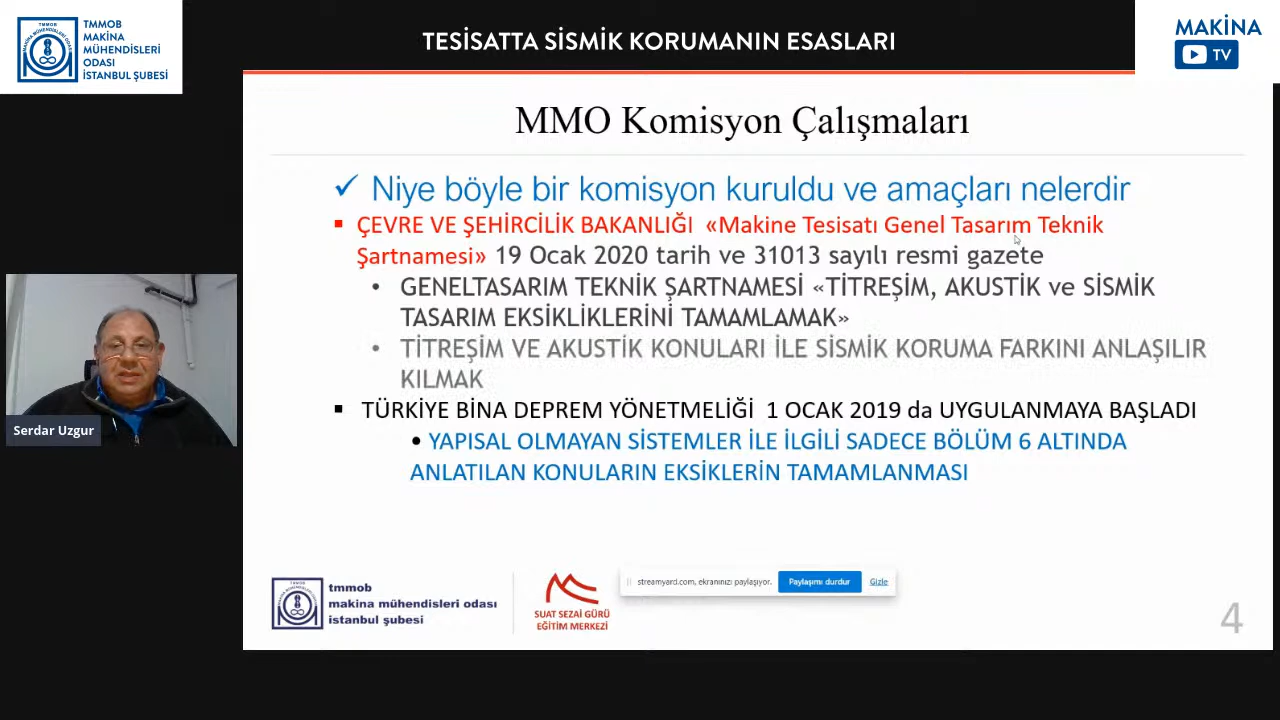 TMMOB
MAKİNA
MÜHENDİSLERİ
ODASI
İSTANBUL ŞUBESİ
TESİSATTA SİSMİK KORUMANIN ESASLARI
MAKİNA
TV
MMO Komisyon Çalışmaları
✓ Niye böyle bir komisyon kuruldu ve amaçları nelerdir
▪ ÇEVRE VE ŞEHİRCİLİK BAKANLIĞI «Makine Tesisatı Genel Tasarım Teknik
Şartnamesi» 19 Ocak 2020 tarih ve 31013 sayılı resmi gazete
• GENELTASARIM TEKNİK ŞARTNAMESİ «TİTREŞİM, AKUSTİK ve SİSMİK
TASARIM EKSİKLİKLERİNİ TAMAMLAMAK»
• TİTREŞİM VE AKUSTİK KONULARI İLE SİSMİK KORUMA FARKINI ANLAŞILIR
KILMAK
▪ TÜRKİYE BİNA DEPREM YÖNETMELİĞİ 1 OCAK 2019 da UYGULANMAYA BAŞLADI
• YAPISAL OLMAYAN SİSTEMLER İLE İLGİLİ SADECE BÖLÜM 6 ALTINDA
ANLATILAN KONULARIN EKSİKLERİN TAMAMLANMASI
Serdar Uzgur
tmmob
makina mühendisleri odası
istanbul şubesi
SUAT SEZAİ GÜRÜ
EĞİTİM MERKEZİ
streamyard.com, ekranınızı paylaşıyor.
Paylaşımı durdur
Gizle
4